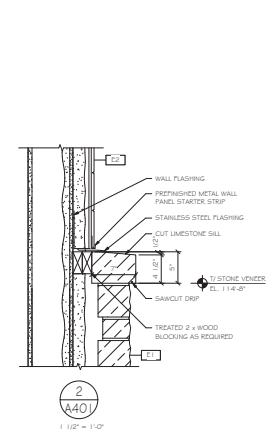 E2
WALL FLASHING
PREFINISHED METAL WALL
PANEL STARTER STRIP
STAINLESS STEEL FLASHING
CUT LIMESTONE SILL
1/2"
4 1/2"
5"
7"
T/ STONE VENEER
EL. 114'-8"
SAWCUT DRIP
TREATED 2 x WOOD
BLOCKING AS REQUIRED
E1
2
A401
1 1/2" = 1'-0"